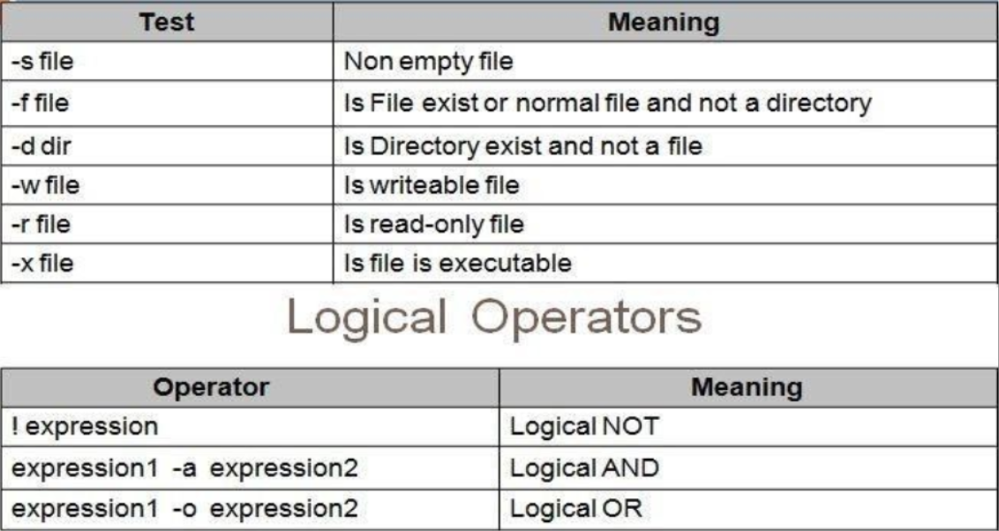 Test Meaning
-s file Non empty file
-f file Is File exist or normal file and not a directory
-d dir Is Directory exist and not a file
-w file Is writeable file
-r file Is read-only file
-x file Is file is executable
Logical Operators
Operator Meaning
! expression Logical NOT
expression1 -a expression2 Logical AND
expression1 -o expression2 Logical OR